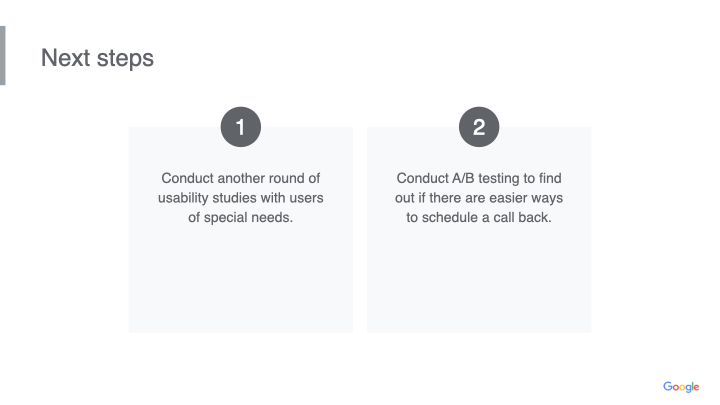 Next steps
1
Conduct another round of
usability studies with users
of special needs.
2
Conduct A/B testing to find
out if there are easier ways
to schedule a call back.
Google